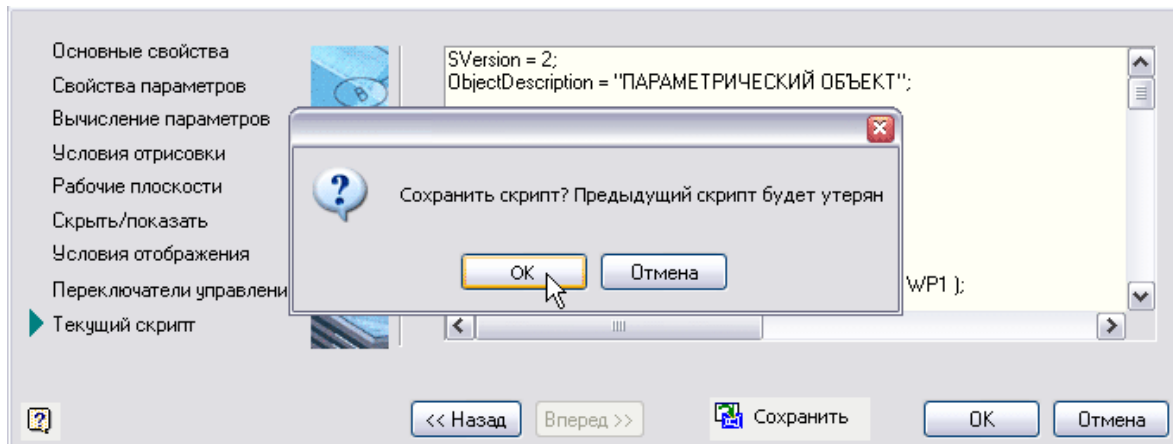 Основные свойства
Свойства параметров
Вычисление параметров
Условия отрисовки
Рабочие плоскости
Скрыть/показать
Условия отображения
Переключатели управлени
Текущий скрипт
SVersion = 2;
ObjectDescription = "ПАРАМЕТРИЧЕСКИЙ ОБЪЕКТ";
Сохранить скрипт? Предыдущий скрипт будет утерян
OK Отмена
WP1 );
<< Назад Вперед >> Сохранить OK Отмена